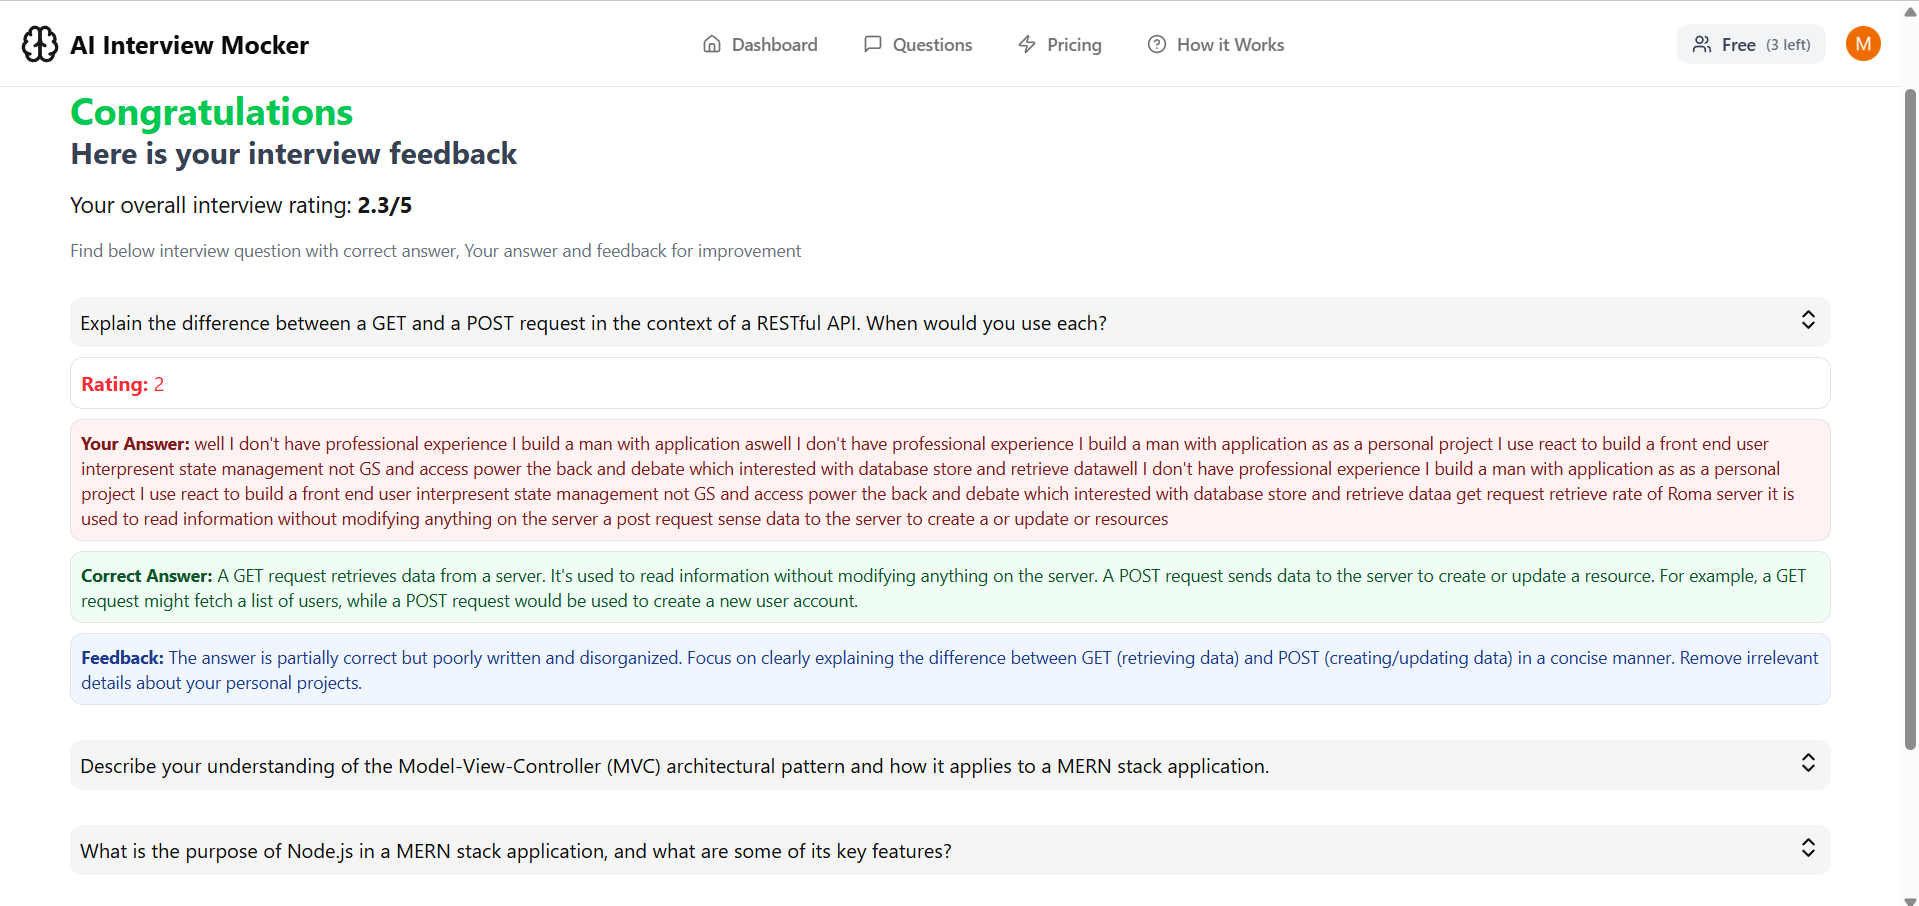 AI Interview Mocker
Dashboard
Questions
Pricing
How it Works
Free (3 left)
M
Congratulations
Here is your interview feedback
Your overall interview rating: 2.3/5
Find below interview question with correct answer, Your answer and feedback for improvement
Explain the difference between a GET and a POST request in the context of a RESTful API. When would you use each?
Rating: 2
Your Answer: well I don't have professional experience I build a man with application aswell I don't have professional experience I build a man with application as as a personal project I use react to build a front end user
interpresent state management not GS and access power the back and debate which interested with database store and retrieve datawell I don't have professional experience I build a man with application as as a personal
project I use react to build a front end user interpresent state management not GS and access power the back and debate which interested with database store and retrieve dataa get request retrieve rate of Roma server it is
used to read information without modifying anything on the server a post request sense data to the server to create a or update or resources
Correct Answer: A GET request retrieves data from a server. It's used to read information without modifying anything on the server. A POST request sends data to the server to create or update a resource. For example, a GET
request might fetch a list of users, while a POST request would be used to create a new user account.
Feedback: The answer is partially correct but poorly written and disorganized. Focus on clearly explaining the difference between GET (retrieving data) and POST (creating/updating data) in a concise manner. Remove irrelevant
details about your personal projects.
Describe your understanding of the Model-View-Controller (MVC) architectural pattern and how it applies to a MERN stack application.
What is the purpose of Node.js in a MERN stack application, and what are some of its key features?